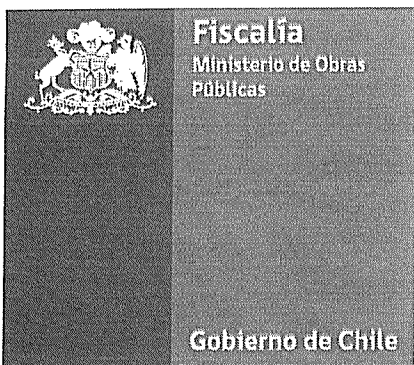 Fiscalía
Ministerio de Obras
Públicas
Gobierno de Chile